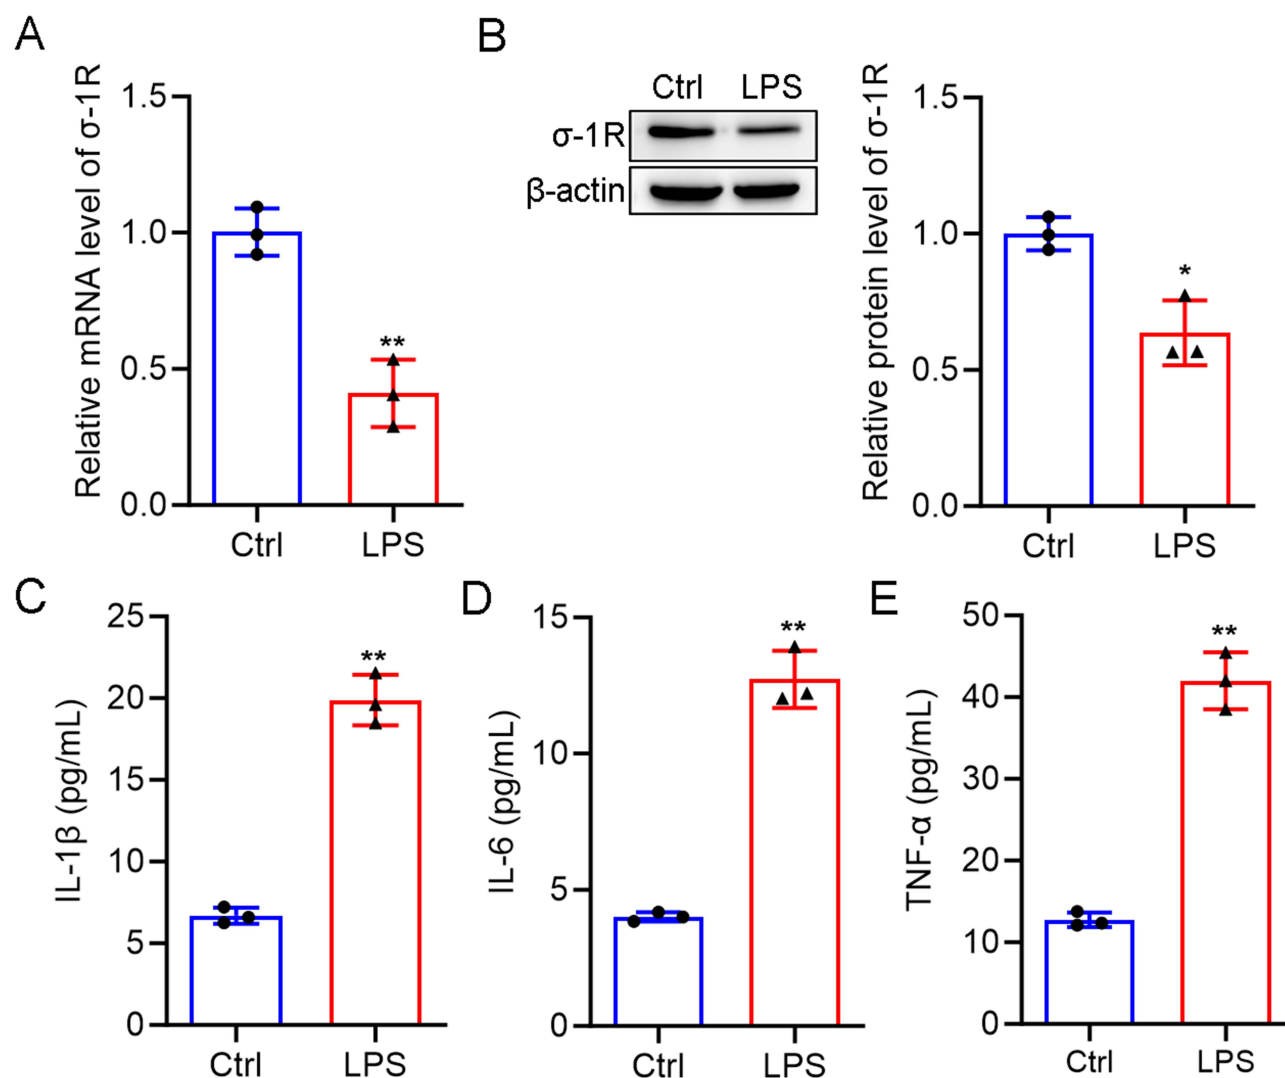 A
Relative mRNA level of σ-1R
1.5
1.0
0.5
0.0
**
Ctrl
LPS
B
Ctrl
LPS
σ-1R
β-actin
Relative protein level of σ-1R
1.5
1.0
0.5
0.0
*
Ctrl
LPS
C
IL-1β (pg/mL)
25
20
15
10
5
0
**
Ctrl
LPS
D
IL-6 (pg/mL)
15
10
5
0
**
Ctrl
LPS
E
TNF-α (pg/mL)
50
40
30
20
10
0
**
Ctrl
LPS